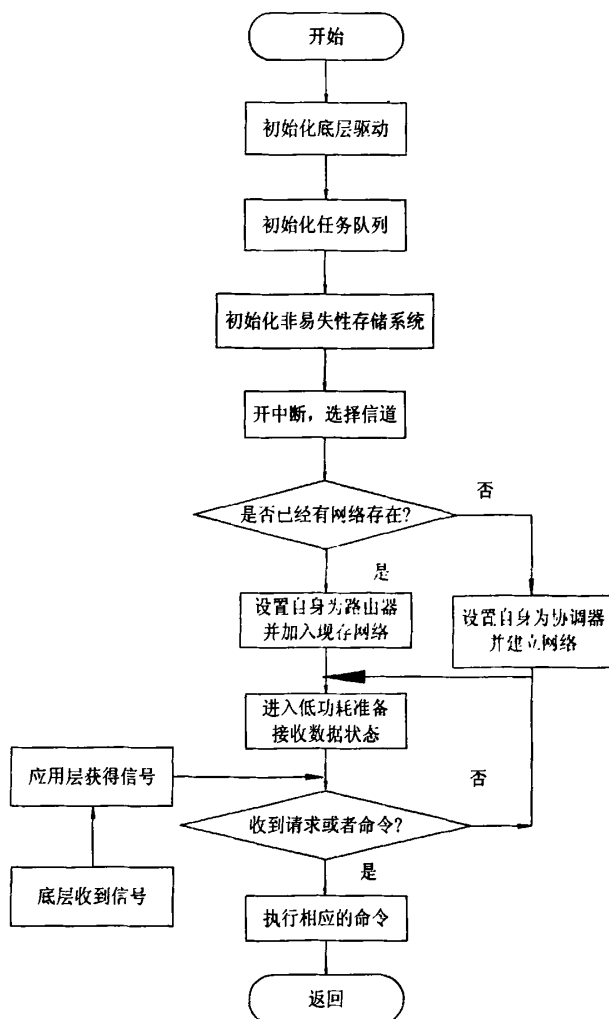 开始
初始化底层驱动
初始化任务队列
初始化非易失性存储系统
开中断，选择信道
是否已经有网络存在?
否
是
设置自身为路由器
并加入现存网络
设置自身为协调器
并建立网络
进入低功耗准备
接收数据状态
应用层获得信号
否
收到请求或者命令?
是
底层收到信号
执行相应的命令
返回